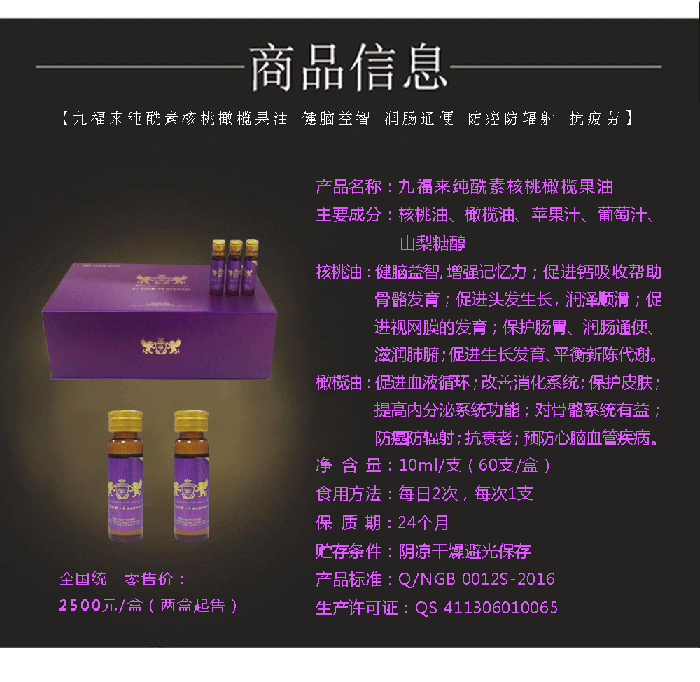 商品信息
【九福来纯酰素核桃橄榄果油 健脑益智 润肠通便 防癌防辐射 抗疲劳】
产品名称：九福来纯酰素核桃橄榄果油
主要成分：核桃油、橄榄油、苹果汁、葡萄汁、
山梨糖醇
核桃油：健脑益智,增强记忆力；促进钙吸收帮助
骨骼发育；促进头发生长，润泽顺滑；促
进视网膜的发育；保护肠胃、润肠通便、
滋润肺腑；促进生长发育、平衡新陈代谢。
橄榄油：促进血液循环；改善消化系统；保护皮肤；
提高内分泌系统功能；对骨骼系统有益；
防癌防辐射；抗衰老；预防心脑血管疾病。
净 含 量：10ml/支（60支/盒）
食用方法：每日2次，每次1支
保 质 期：24个月
贮存条件：阴凉干燥避光保存
产品标准：Q/NGB 0012S-2016
生产许可证：QS 411306010065
全国统一零售价：
2500元/盒（两盒起售）